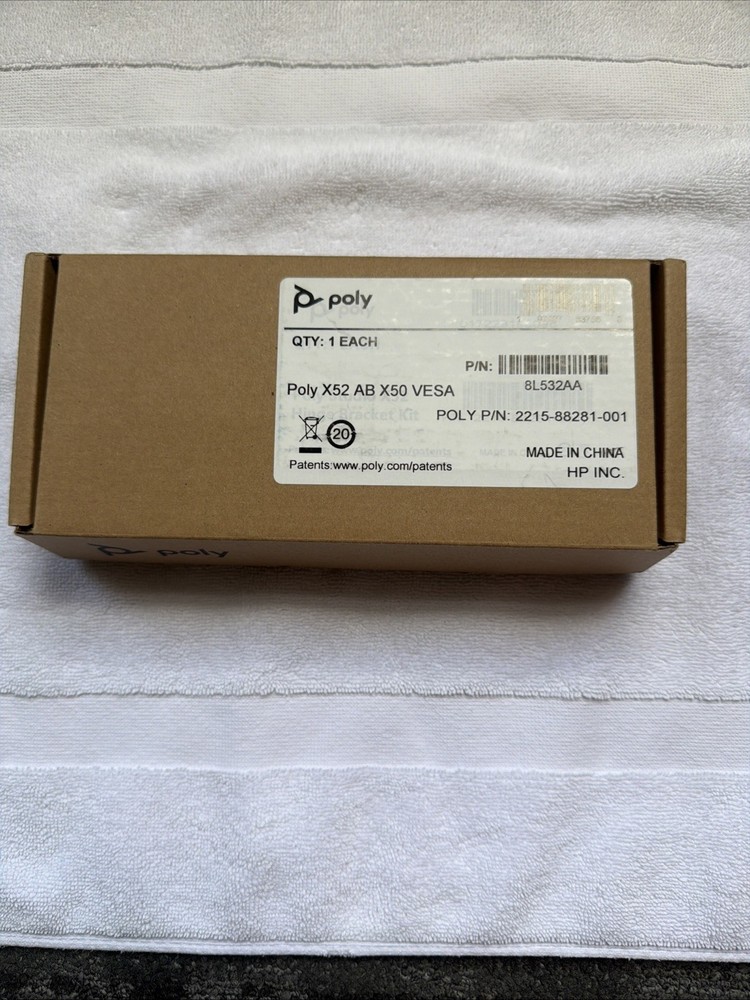 poly
QTY: 1 EACH
P/N:
8L532AA
Poly X52 AB X50 VESA
POLY P/N: 2215-88281-001
20
MADE IN CHINA
Patents:www.poly.com/patents
HP INC.
poly